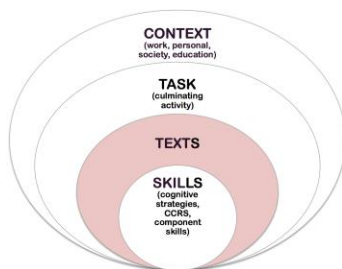 CONTEXT
(work, personal,
society, education)
TASK
(culminating
activity)
TEXTS
SKILLS
(cognitive
strategies,
CCRS,
component
skills)